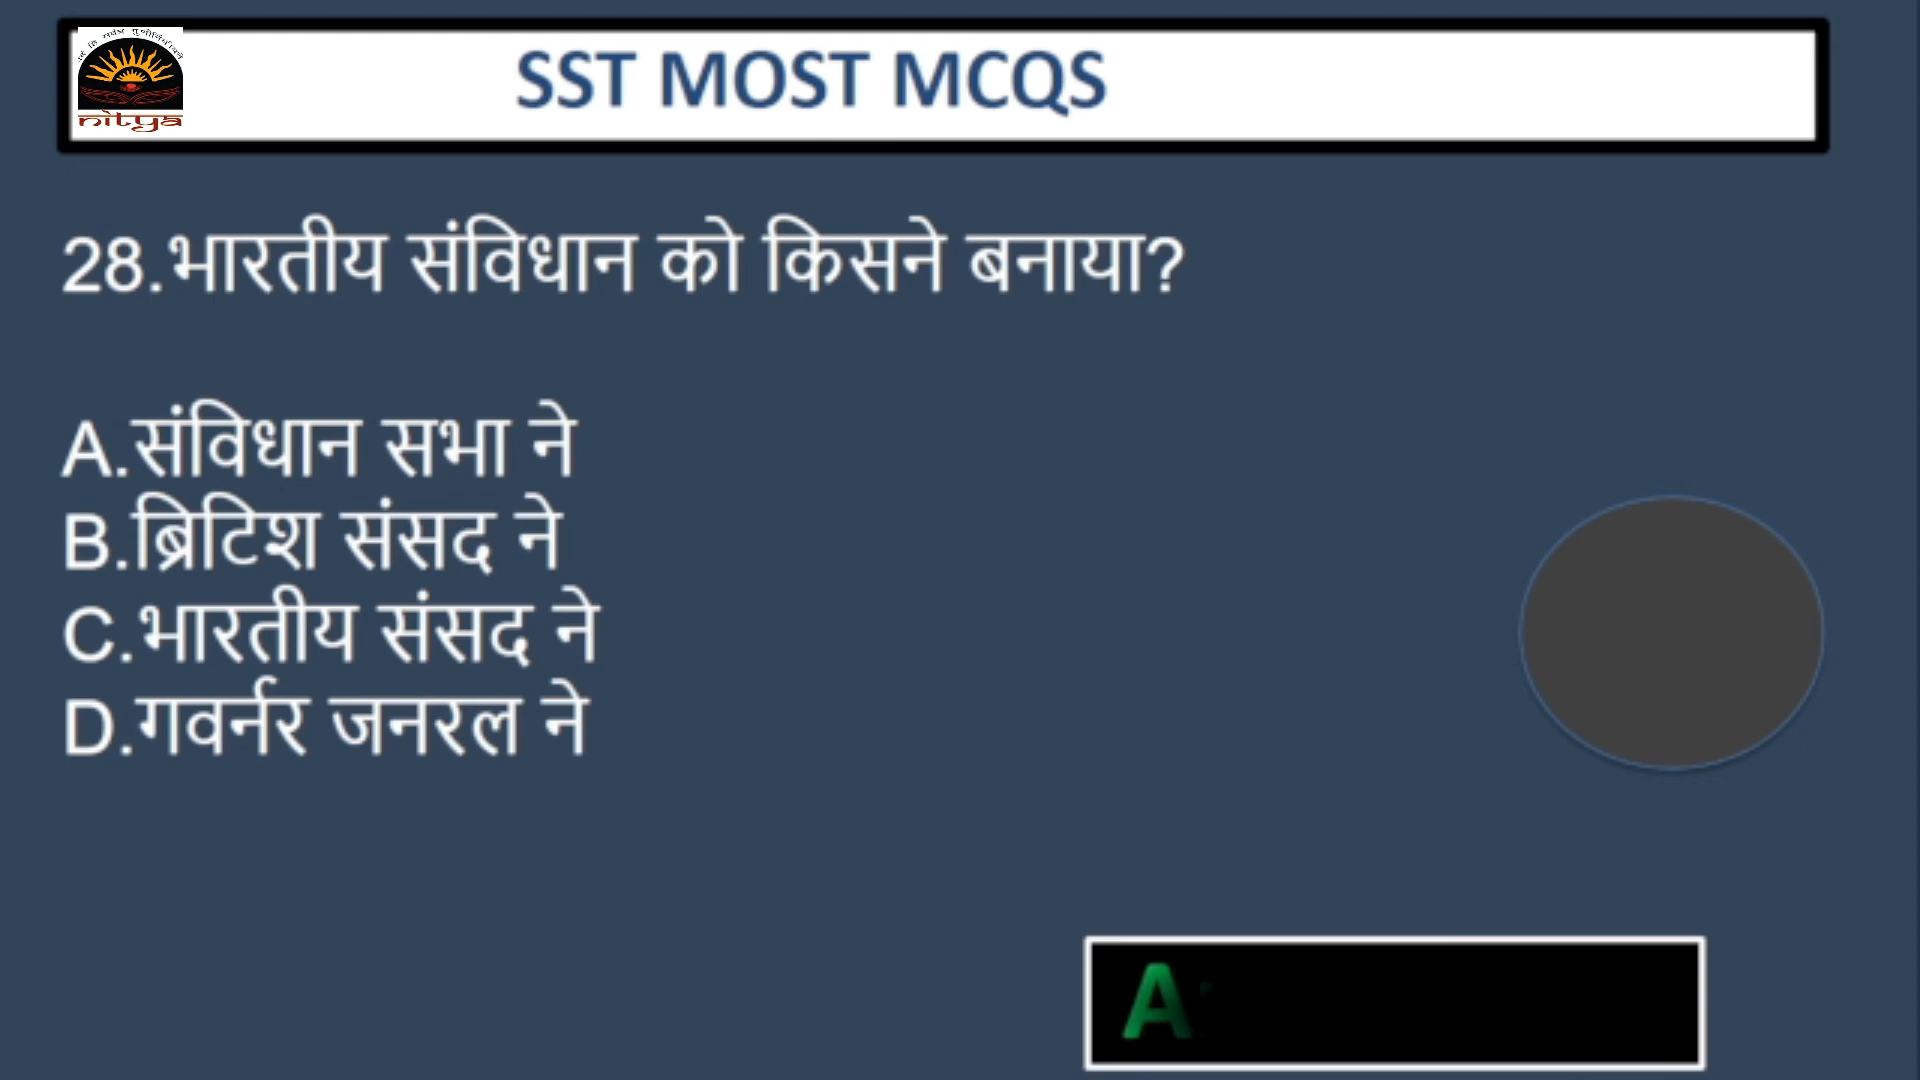 SST MOST MCQS
nitya
28.भारतीय संविधान को किसने बनाया?
A.संविधान सभा ने
B.ब्रिटिश संसद ने
C.भारतीय संसद ने
D.गवर्नर जनरल ने
A